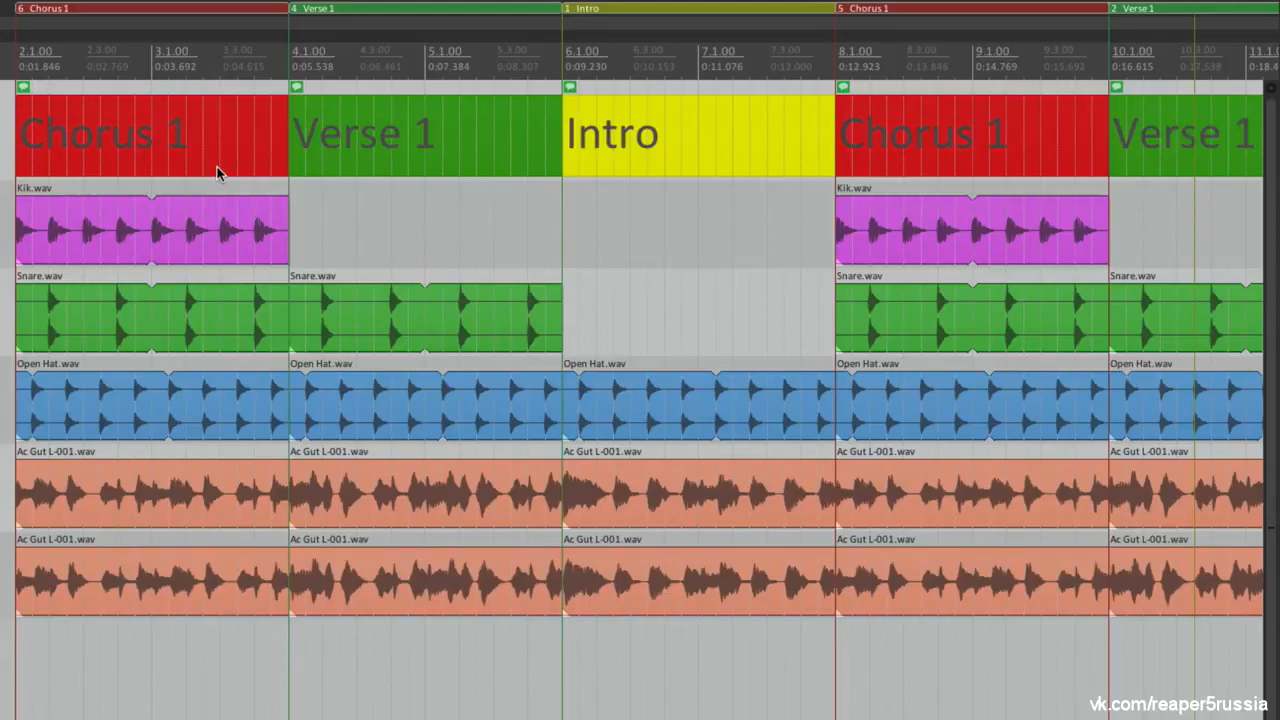 6 Chorus 1 4 Verse 1 1 Intro 5 Chorus 1 2 Verse 1
2.1.00 2.3.00 3.1.00 3.3.00 4.1.00 4.3.00 5.1.00 5.3.00 6.1.00 6.3.00 7.1.00 7.3.00 8.1.00 8.3.00 9.1.00 9.3.00 10.1.00 10.3.00 11.1.
0:01.846 0:02.769 0:03.692 0:04.615 0:05.538 0:06.461 0:07.384 0:08.307 0:09.230 0:10.153 0:11.076 0:12.000 0:12.923 0:13.846 0:14.769 0:15.692 0:16.615 0:17.538 0:18.4
Chorus 1 Verse 1 Intro Chorus 1 Verse 1
Kik.wav Kik.wav
Snare.wav Snare.wav Snare.wav Snare.wav
Open Hat.wav Open Hat.wav Open Hat.wav Open Hat.wav Open Hat.wav
Ac Gut L-001.wav Ac Gut L-001.wav Ac Gut L-001.wav Ac Gut L-001.wav Ac Gut L-001.wav
Ac Gut L-001.wav Ac Gut L-001.wav Ac Gut L-001.wav Ac Gut L-001.wav Ac Gut L-001.wav
vk.com/reaper5russia